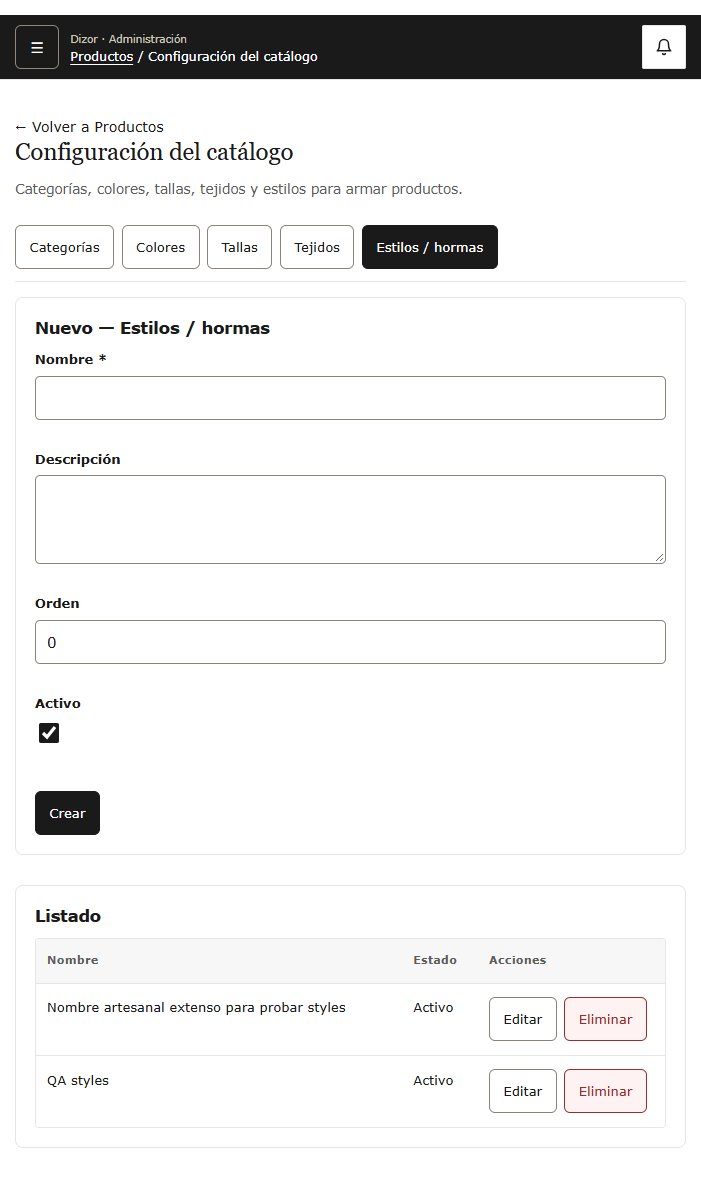 ☰
Dizor · Administración
Productos / Configuración del catálogo
← Volver a Productos
Configuración del catálogo
Categorías, colores, tallas, tejidos y estilos para armar productos.
Categorías Colores Tallas Tejidos Estilos / hormas
Nuevo — Estilos / hormas
Nombre *
Descripción
Orden
0
Activo
Crear
Listado
Nombre Estado Acciones
Nombre artesanal extenso para probar styles Activo Editar Eliminar
QA styles Activo Editar Eliminar